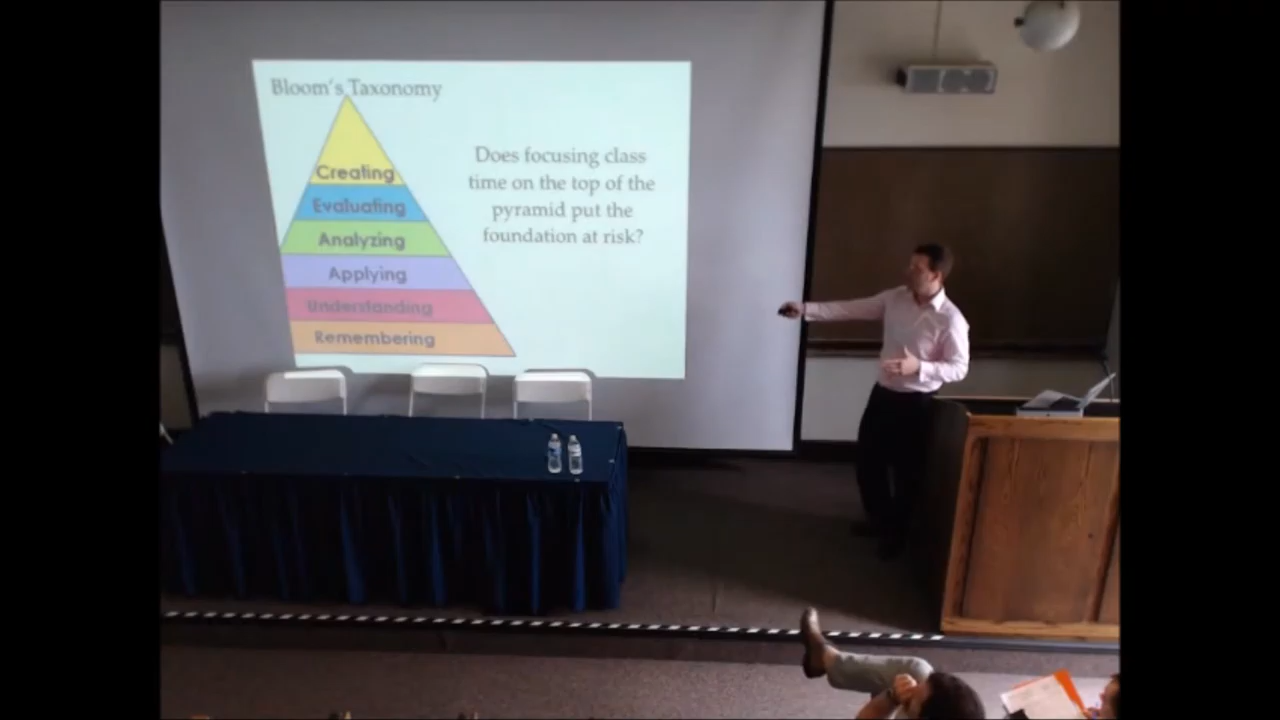 Bloom's Taxonomy
Creating
Evaluating
Analyzing
Applying
Understanding
Remembering
Does focusing class
time on the top of the
pyramid put the
foundation at risk?